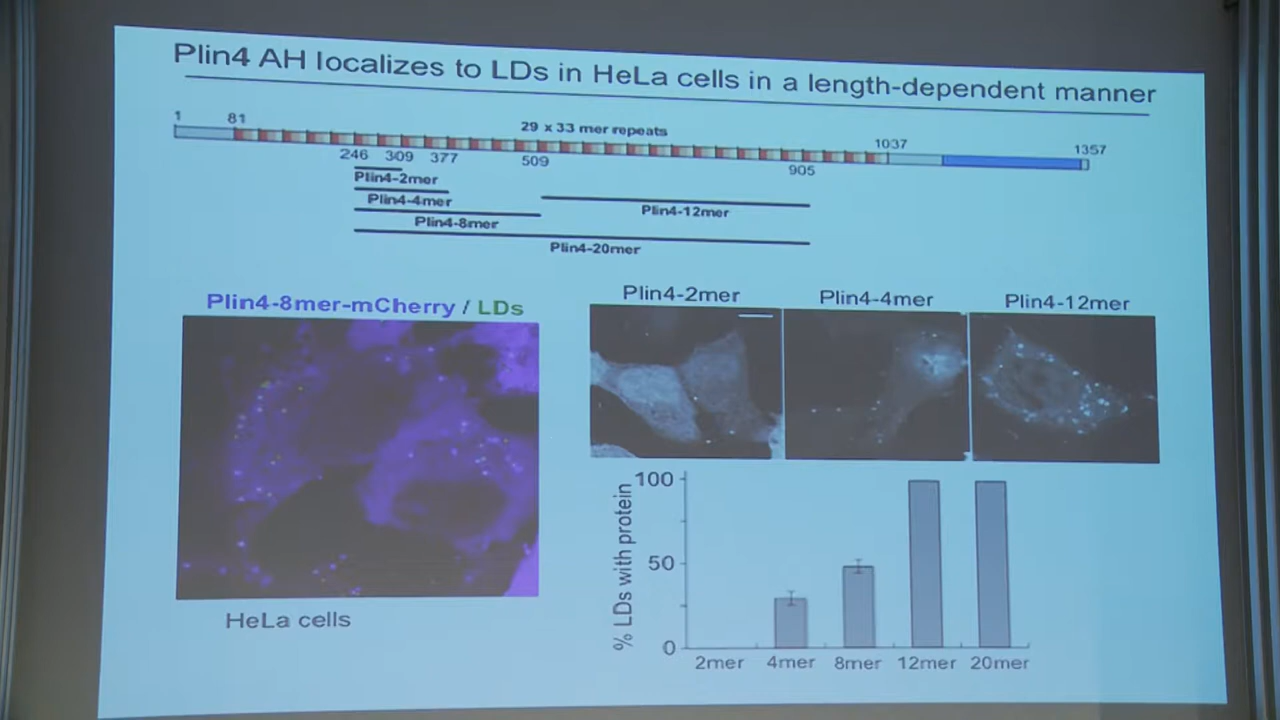 Plin4 AH localizes to LDs in HeLa cells in a length-dependent manner
1 81 29 x 33 mer repeats 1037 1357
246 309 377 509 905
Plin4-2mer
Plin4-4mer
Plin4-12mer
Plin4-8mer
Plin4-20mer
Plin4-8mer-mCherry / LDs
Plin4-2mer Plin4-4mer Plin4-12mer
HeLa cells
% LDs with protein
100
50
0
2mer 4mer 8mer 12mer 20mer